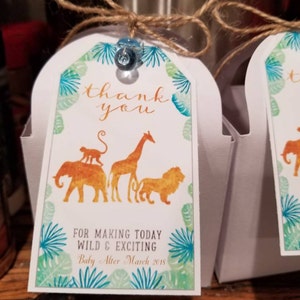 thank
you
FOR MAKING TODAY
WILD & EXCITING
Baby Alter March 2018